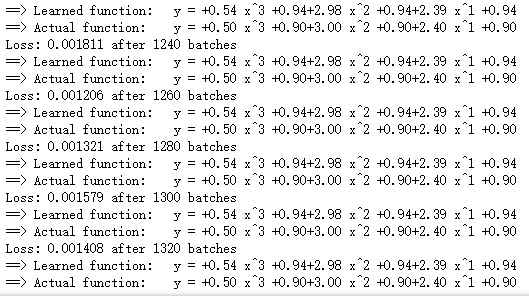 ==> Learned function:   y = +0.54 x^3 +0.94+2.98 x^2 +0.94+2.39 x^1 +0.94
==> Actual function:   y = +0.50 x^3 +0.90+3.00 x^2 +0.90+2.40 x^1 +0.90
Loss: 0.001811 after 1240 batches
==> Learned function:   y = +0.54 x^3 +0.94+2.98 x^2 +0.94+2.39 x^1 +0.94
==> Actual function:   y = +0.50 x^3 +0.90+3.00 x^2 +0.90+2.40 x^1 +0.90
Loss: 0.001206 after 1260 batches
==> Learned function:   y = +0.54 x^3 +0.94+2.98 x^2 +0.94+2.39 x^1 +0.94
==> Actual function:   y = +0.50 x^3 +0.90+3.00 x^2 +0.90+2.40 x^1 +0.90
Loss: 0.001321 after 1280 batches
==> Learned function:   y = +0.54 x^3 +0.94+2.98 x^2 +0.94+2.39 x^1 +0.94
==> Actual function:   y = +0.50 x^3 +0.90+3.00 x^2 +0.90+2.40 x^1 +0.90
Loss: 0.001579 after 1300 batches
==> Learned function:   y = +0.54 x^3 +0.94+2.98 x^2 +0.94+2.39 x^1 +0.94
==> Actual function:   y = +0.50 x^3 +0.90+3.00 x^2 +0.90+2.40 x^1 +0.90
Loss: 0.001408 after 1320 batches
==> Learned function:   y = +0.54 x^3 +0.94+2.98 x^2 +0.94+2.39 x^1 +0.94
==> Actual function:   y = +0.50 x^3 +0.90+3.00 x^2 +0.90+2.40 x^1 +0.90